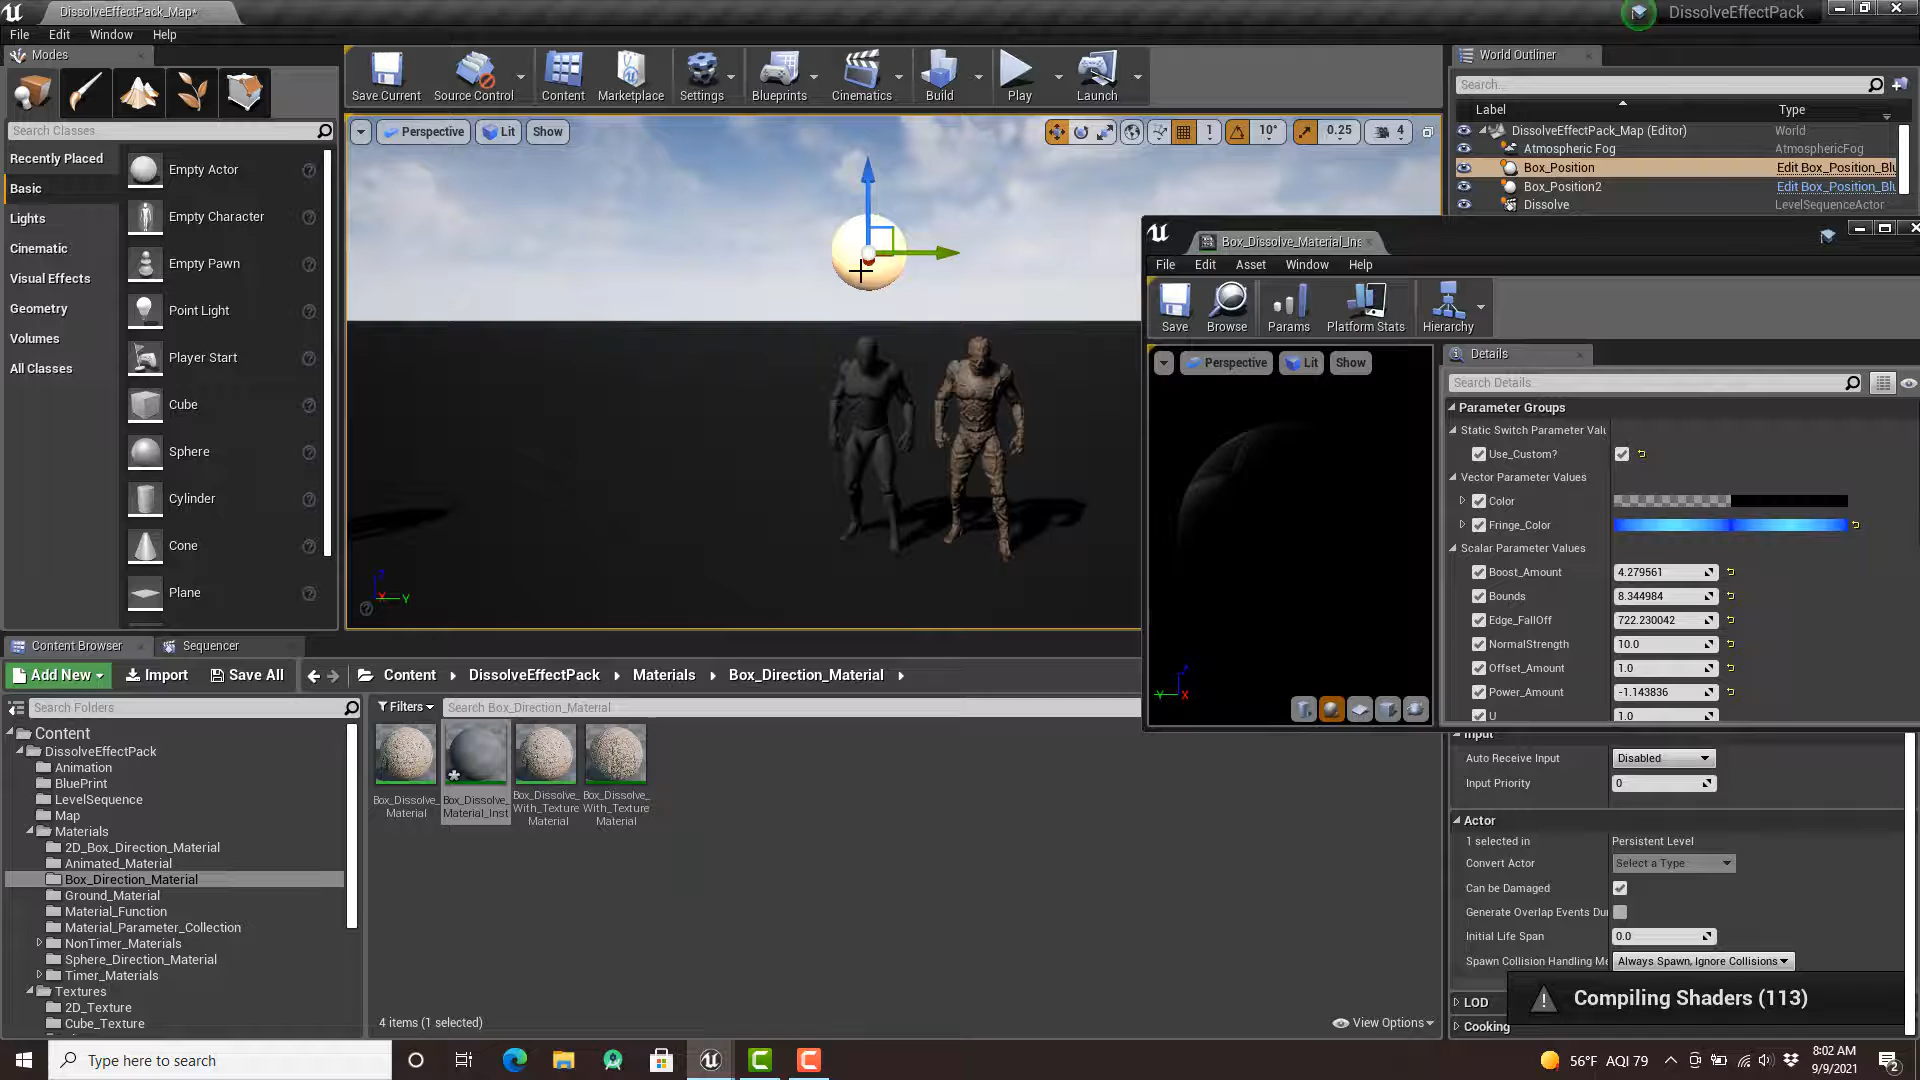 DissolveEffectPack_Map*
DissolveEffectPack
File Edit Window Help
Modes
Search Classes
Recently Placed
Basic
Lights
Cinematic
Visual Effects
Geometry
Volumes
All Classes
Empty Actor
Empty Character
Empty Pawn
Point Light
Player Start
Cube
Sphere
Cylinder
Cone
Plane
Save Current
Source Control
Content
Marketplace
Settings
Blueprints
Cinematics
Build
Play
Launch
Perspective
Lit
Show
1
10°
0.25
4
Z
X
Y
World Outliner
Search...
Label Type
DissolveEffectPack_Map (Editor) World
Atmospheric Fog AtmosphericFog
Box_Position Edit Box_Position_Blu
Box_Position2 Edit Box_Position_Blu
Dissolve LevelSequenceActor
Box_Dissolve_Material_Ins
File Edit Asset Window Help
Save
Browse
Params
Platform Stats
Hierarchy
Perspective
Lit
Show
Y
X
Details
Search Details
Parameter Groups
Static Switch Parameter Valu
Use_Custom?
Vector Parameter Values
Color
Fringe_Color
Scalar Parameter Values
Boost_Amount 4.279561
Bounds 8.344984
Edge_FallOff 722.230042
NormalStrength 10.0
Offset_Amount 1.0
Power_Amount -1.143836
U 1.0
Input
Auto Receive Input Disabled
Input Priority 0
Actor
1 selected in Persistent Level
Convert Actor Select a Type
Can be Damaged
Generate Overlap Events Du
Initial Life Span 0.0
Spawn Collision Handling Me Always Spawn, Ignore Collisions
LOD
Cooking
Compiling Shaders (113)
Content Browser
Sequencer
Add New
Import
Save All
Content
DissolveEffectPack
Materials
Box_Direction_Material
Search Folders
Filters
Search Box_Direction_Material
Content
DissolveEffectPack
Animation
BluePrint
LevelSequence
Map
Materials
2D_Box_Direction_Material
Animated_Material
Box_Direction_Material
Ground_Material
Material_Function
Material_Parameter_Collection
NonTimer_Materials
Sphere_Direction_Material
Timer_Materials
Textures
2D_Texture
Cube_Texture
Box_Dissolve_
Material
Box_Dissolve_
Material_Inst
Box_Dissolve_
With_Texture
Material
Box_Dissolve_
With_Texture
Material
4 items (1 selected)
View Options
Type here to search
56°F AQI 79
8:02 AM
9/9/2021
2